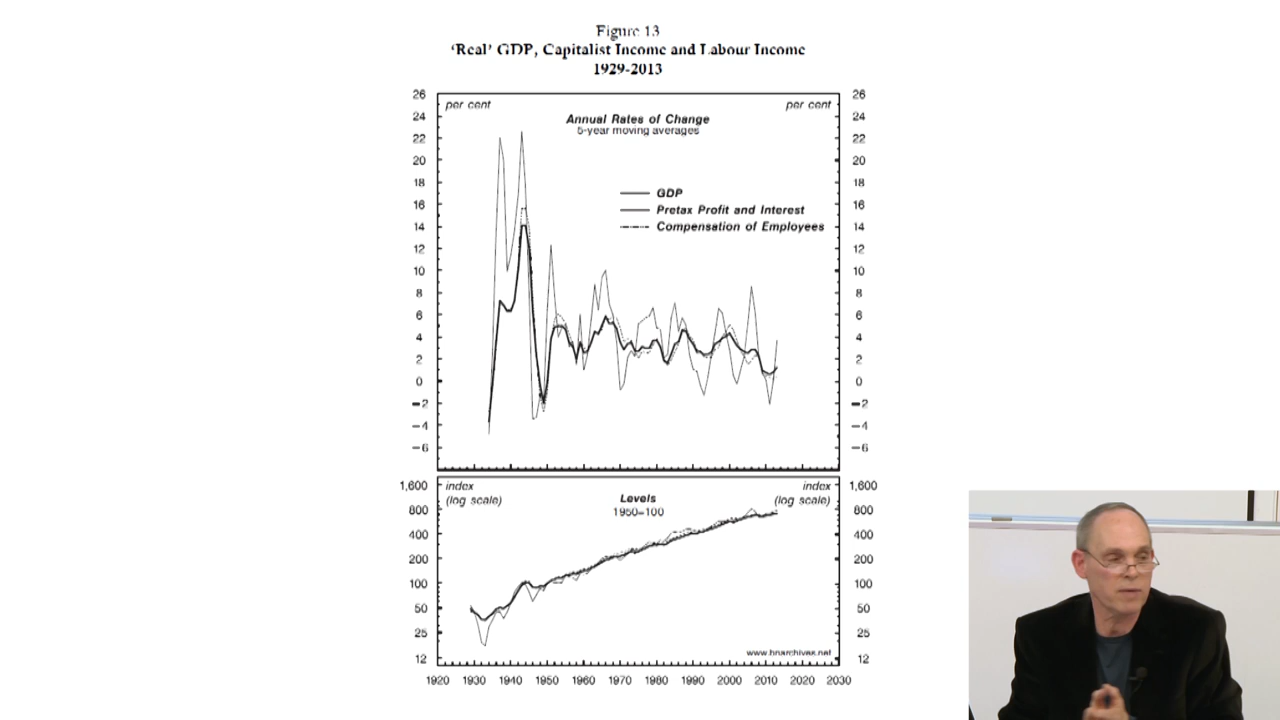 Figure 13
‘Real’ GDP, Capitalist Income and Labour Income
1929-2013
26 26
per cent per cent
24 24
Annual Rates of Change
5-year moving averages
22 22
20 20
18 18
GDP
16 16
Pretax Profit and Interest
14 14
Compensation of Employees
12 12
10 10
8 8
6 6
4 4
2 2
0 0
−2 −2
−4 −4
−6 −6
1,600 1,600
index index
(log scale) (log scale)
Levels
1950=100
800 800
400 400
200 200
100 100
50 50
25 25
www.bnarchives.net
12 12
1920 1930 1940 1950 1960 1970 1980 1990 2000 2010 2020 2030